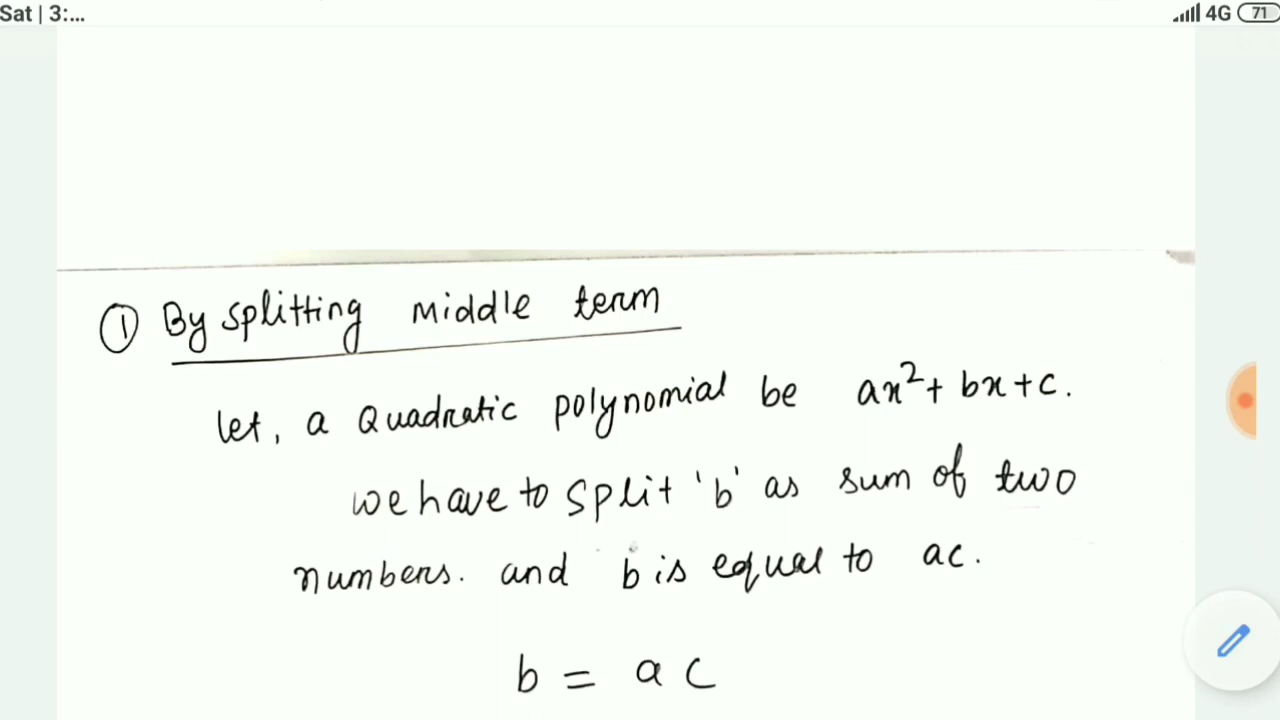 Sat | 3:...
4G 71
① By splitting middle term
let, a Quadratic polynomial be ax²+ bx+c.
we have to split 'b' as sum of two
numbers. and b is equal to ac.
b = ac